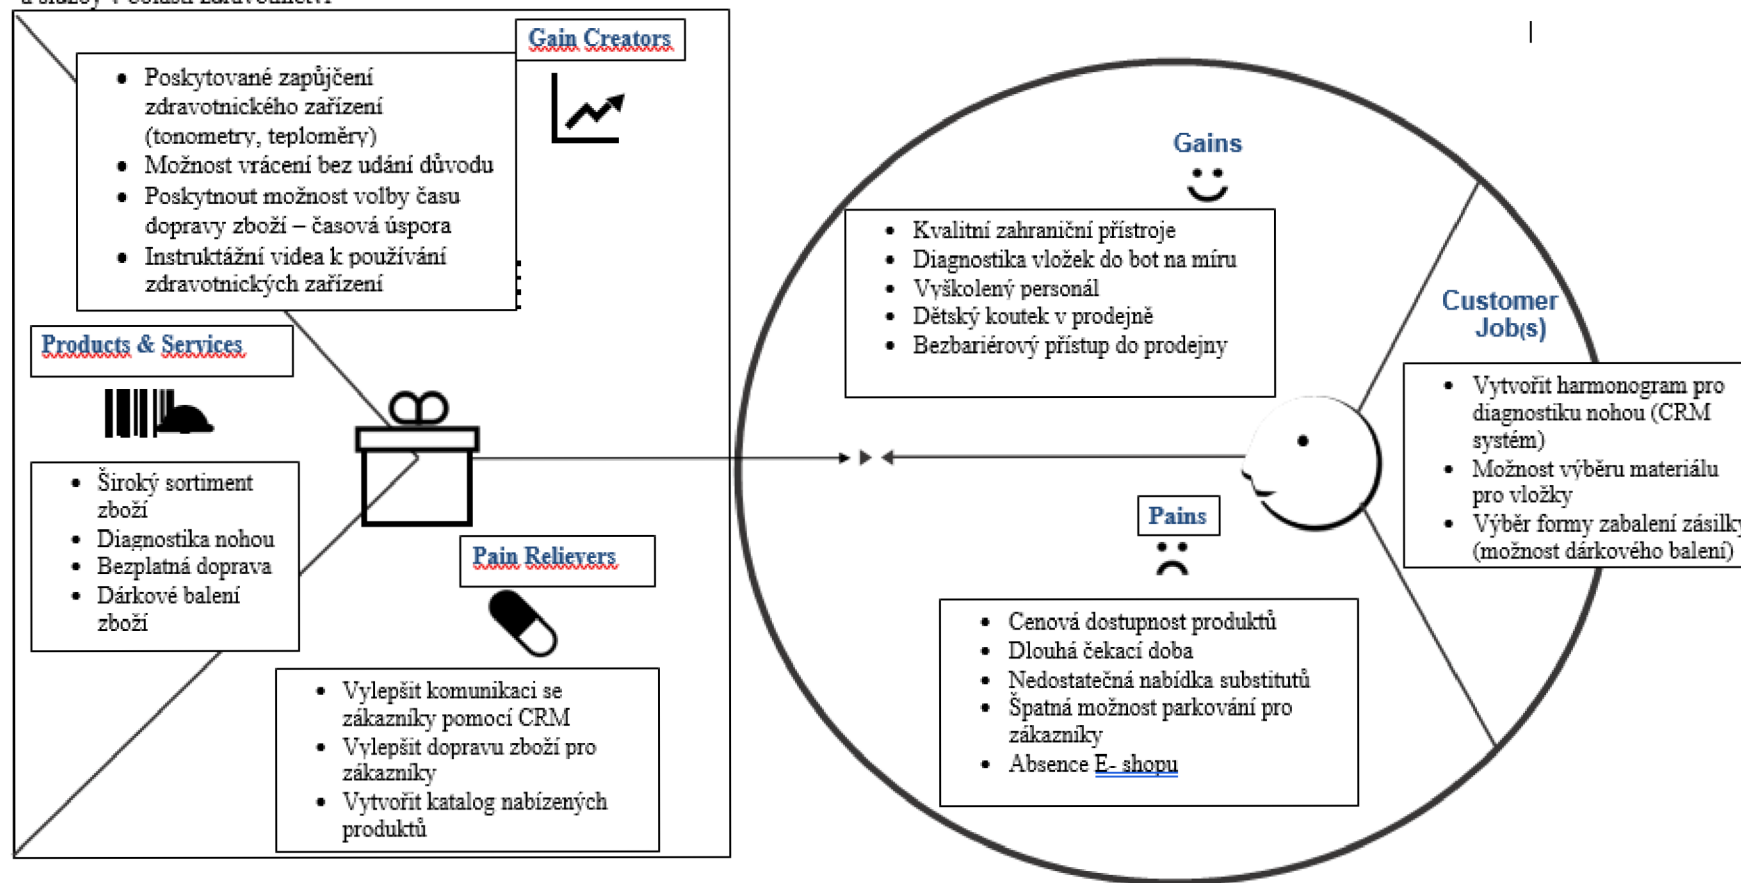 Gain Creators
• Poskytované zapůjčení
zdravotnického zařízení
(tonometry, teploměry)
• Možnost vrácení bez udání důvodu
• Poskytnout možnost volby času
dopravy zboží – časová úspora
• Instruktážní videa k používání
zdravotnických zařízení
Products & Services
• Široký sortiment
zboží
• Diagnostika nohou
• Bezplatná doprava
• Dárkové balení
zboží
Pain Relievers
• Vylepšit komunikaci se
zákazníky pomocí CRM
• Vylepšit dopravu zboží pro
zákazníky
• Vytvořit katalog nabízených
produktů
Gains
• Kvalitní zahraniční přístroje
• Diagnostika vložek do bot na míru
• Vyškolený personál
• Dětský koutek v prodejně
• Bezbariérový přístup do prodejny
Customer
Job(s)
• Vytvořit harmonogram pro
diagnostiku nohou (CRM
systém)
• Možnost výběru materiálu
pro vložky
• Výběr formy zabalení zásilky
(možnost dárkového balení)
Pains
• Cenová dostupnost produktů
• Dlouhá čekací doba
• Nedostatečná nabídka substitutů
• Špatná možnost parkování pro
zákazníky
• Absence E- shopu